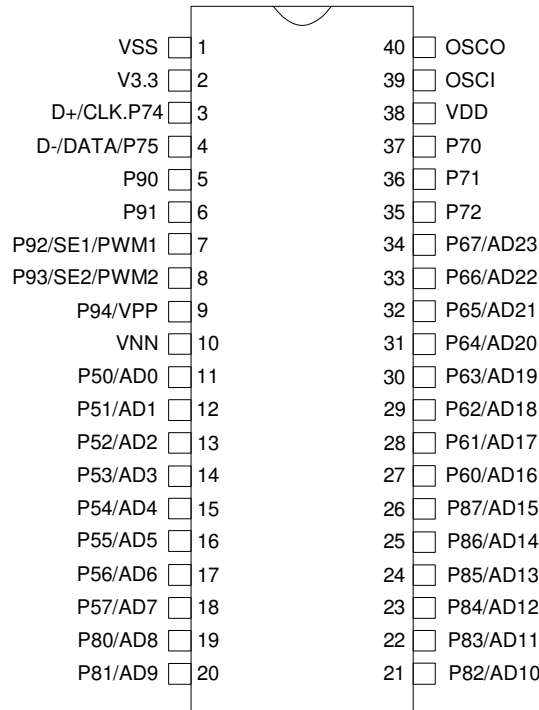 VSS 1 40 OSCO
V3.3 2 39 OSCI
D+/CLK.P74 3 38 VDD
D-/DATA/P75 4 37 P70
P90 5 36 P71
P91 6 35 P72
P92/SE1/PWM1 7 34 P67/AD23
P93/SE2/PWM2 8 33 P66/AD22
P94/VPP 9 32 P65/AD21
VNN 10 31 P64/AD20
P50/AD0 11 30 P63/AD19
P51/AD1 12 29 P62/AD18
P52/AD2 13 28 P61/AD17
P53/AD3 14 27 P60/AD16
P54/AD4 15 26 P87/AD15
P55/AD5 16 25 P86/AD14
P56/AD6 17 24 P85/AD13
P57/AD7 18 23 P84/AD12
P80/AD8 19 22 P83/AD11
P81/AD9 20 21 P82/AD10